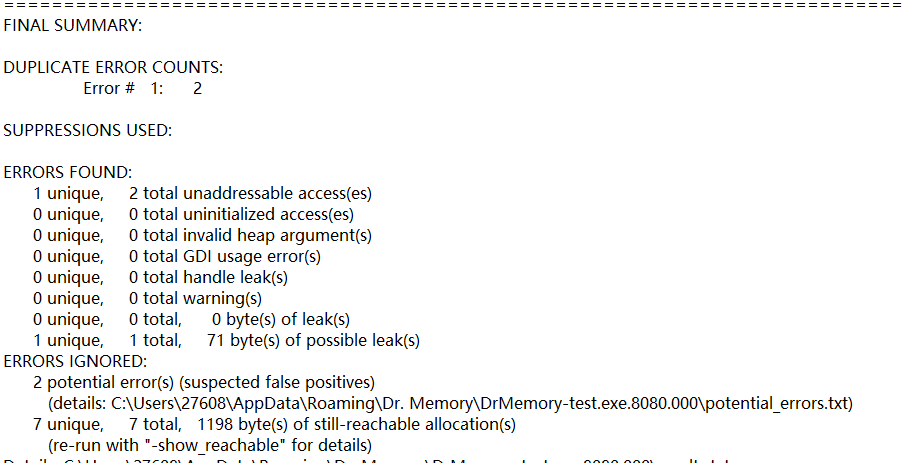 ===========================================================================
FINAL SUMMARY:
DUPLICATE ERROR COUNTS:
Error # 1: 2
SUPPRESSIONS USED:
ERRORS FOUND:
1 unique, 2 total unaddressable access(es)
0 unique, 0 total uninitialized access(es)
0 unique, 0 total invalid heap argument(s)
0 unique, 0 total GDI usage error(s)
0 unique, 0 total handle leak(s)
0 unique, 0 total warning(s)
0 unique, 0 total, 0 byte(s) of leak(s)
1 unique, 1 total, 71 byte(s) of possible leak(s)
ERRORS IGNORED:
2 potential error(s) (suspected false positives)
(details: C:\Users\27608\AppData\Roaming\Dr. Memory\DrMemory-test.exe.8080.000\potential_errors.txt)
7 unique, 7 total, 1198 byte(s) of still-reachable allocation(s)
(re-run with "-show_reachable" for details)